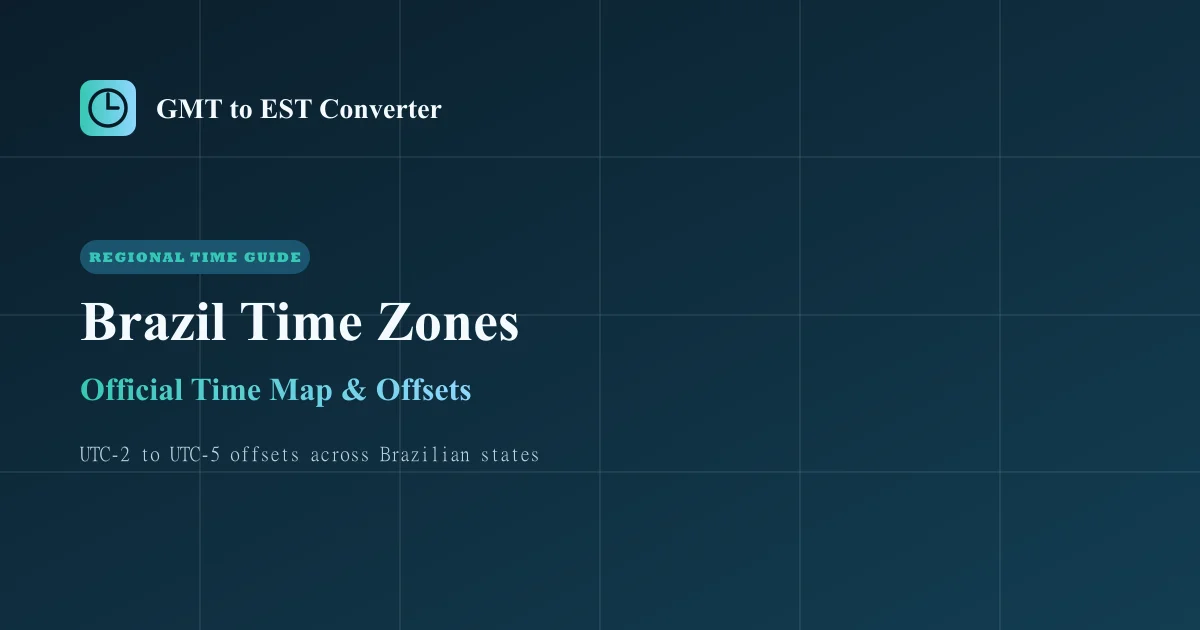 GMT to EST Converter
REGIONAL TIME GUIDE
Brazil Time Zones
Official Time Map & Offsets
UTC-2 to UTC-5 offsets across Brazilian states